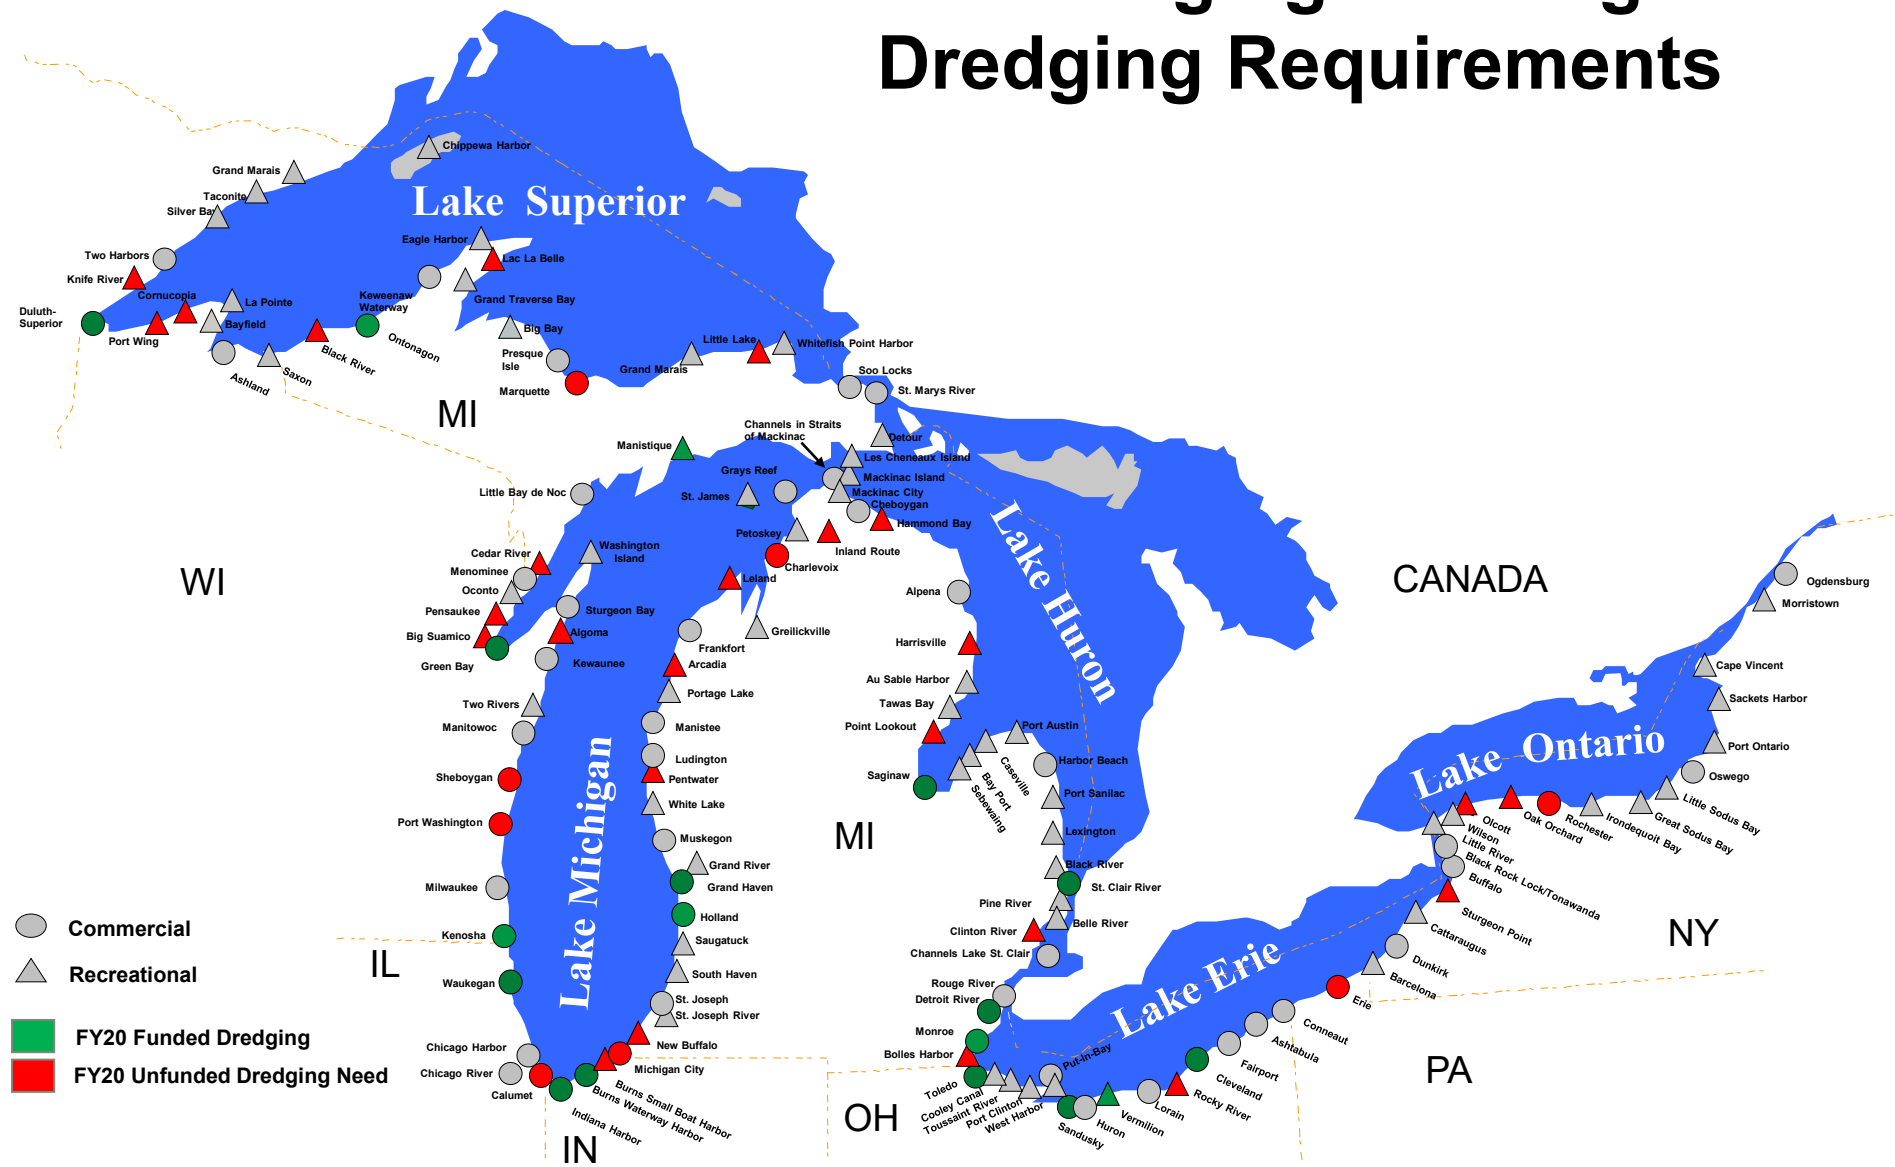 Dredging Requirements
Chippewa Harbor
Grand Marais
Taconite
Silver Bay
Lake Superior
Two Harbors
Knife River
Cornucopia
Duluth-
Superior
Port Wing
La Pointe
Bayfield
Ashland
Saxon
Black River
Keweenaw
Waterway
Ontonagon
Eagle Harbor
Lac La Belle
Grand Traverse Bay
Big Bay
Presque
Isle
Marquette
Grand Marais
Little Lake
Whitefish Point Harbor
Soo Locks
St. Marys River
MI
Channels in Straits
of Mackinac
Detour
Les Cheneaux Island
Mackinac Island
Mackinac City
Cheboygan
Hammond Bay
Inland Route
Manistique
Grays Reef
St. James
Little Bay de Noc
Petoskey
Charlevoix
Leland
Greilickville
Washington
Island
Cedar River
Menominee
Oconto
Pensaukee
Big Suamico
Green Bay
Sturgeon Bay
Algoma
Kewaunee
Two Rivers
Manitowoc
Sheboygan
Port Washington
Milwaukee
Kenosha
Waukegan
Chicago Harbor
Chicago River
Calumet
Indiana Harbor
Burns Waterway Harbor
Burns Small Boat Harbor
Michigan City
New Buffalo
St. Joseph River
St. Joseph
South Haven
Saugatuck
Holland
Grand Haven
Grand River
Muskegon
White Lake
Pentwater
Ludington
Manistee
Portage Lake
Arcadia
Frankfort
Lake Michigan
WI
IL
IN
MI
Lake Huron
Alpena
Harrisville
Au Sable Harbor
Tawas Bay
Point Lookout
Saginaw
Sebewaing
Bay Port
Caseville
Port Austin
Harbor Beach
Port Sanilac
Lexington
Black River
St. Clair River
Pine River
Belle River
Clinton River
Channels Lake St. Clair
Rouge River
Detroit River
Monroe
Bolles Harbor
Toledo
Cooley Canal
Toussaint River
Port Clinton
West Harbor
Put-In-Bay
Sandusky
Huron
Vermilion
Lorain
Rocky River
Cleveland
Fairport
Ashtabula
Conneaut
Erie
Barcelona
Dunkirk
Cattaraugus
Sturgeon Point
Buffalo
Black Rock Lock/Tonawanda
Little River
Wilson
Olcott
Oak Orchard
Rochester
Irondequoit Bay
Great Sodus Bay
Little Sodus Bay
Oswego
Port Ontario
Sackets Harbor
Cape Vincent
Morristown
Ogdensburg
Lake Erie
Lake Ontario
CANADA
NY
PA
OH
Commercial
Recreational
FY20 Funded Dredging
FY20 Unfunded Dredging Need